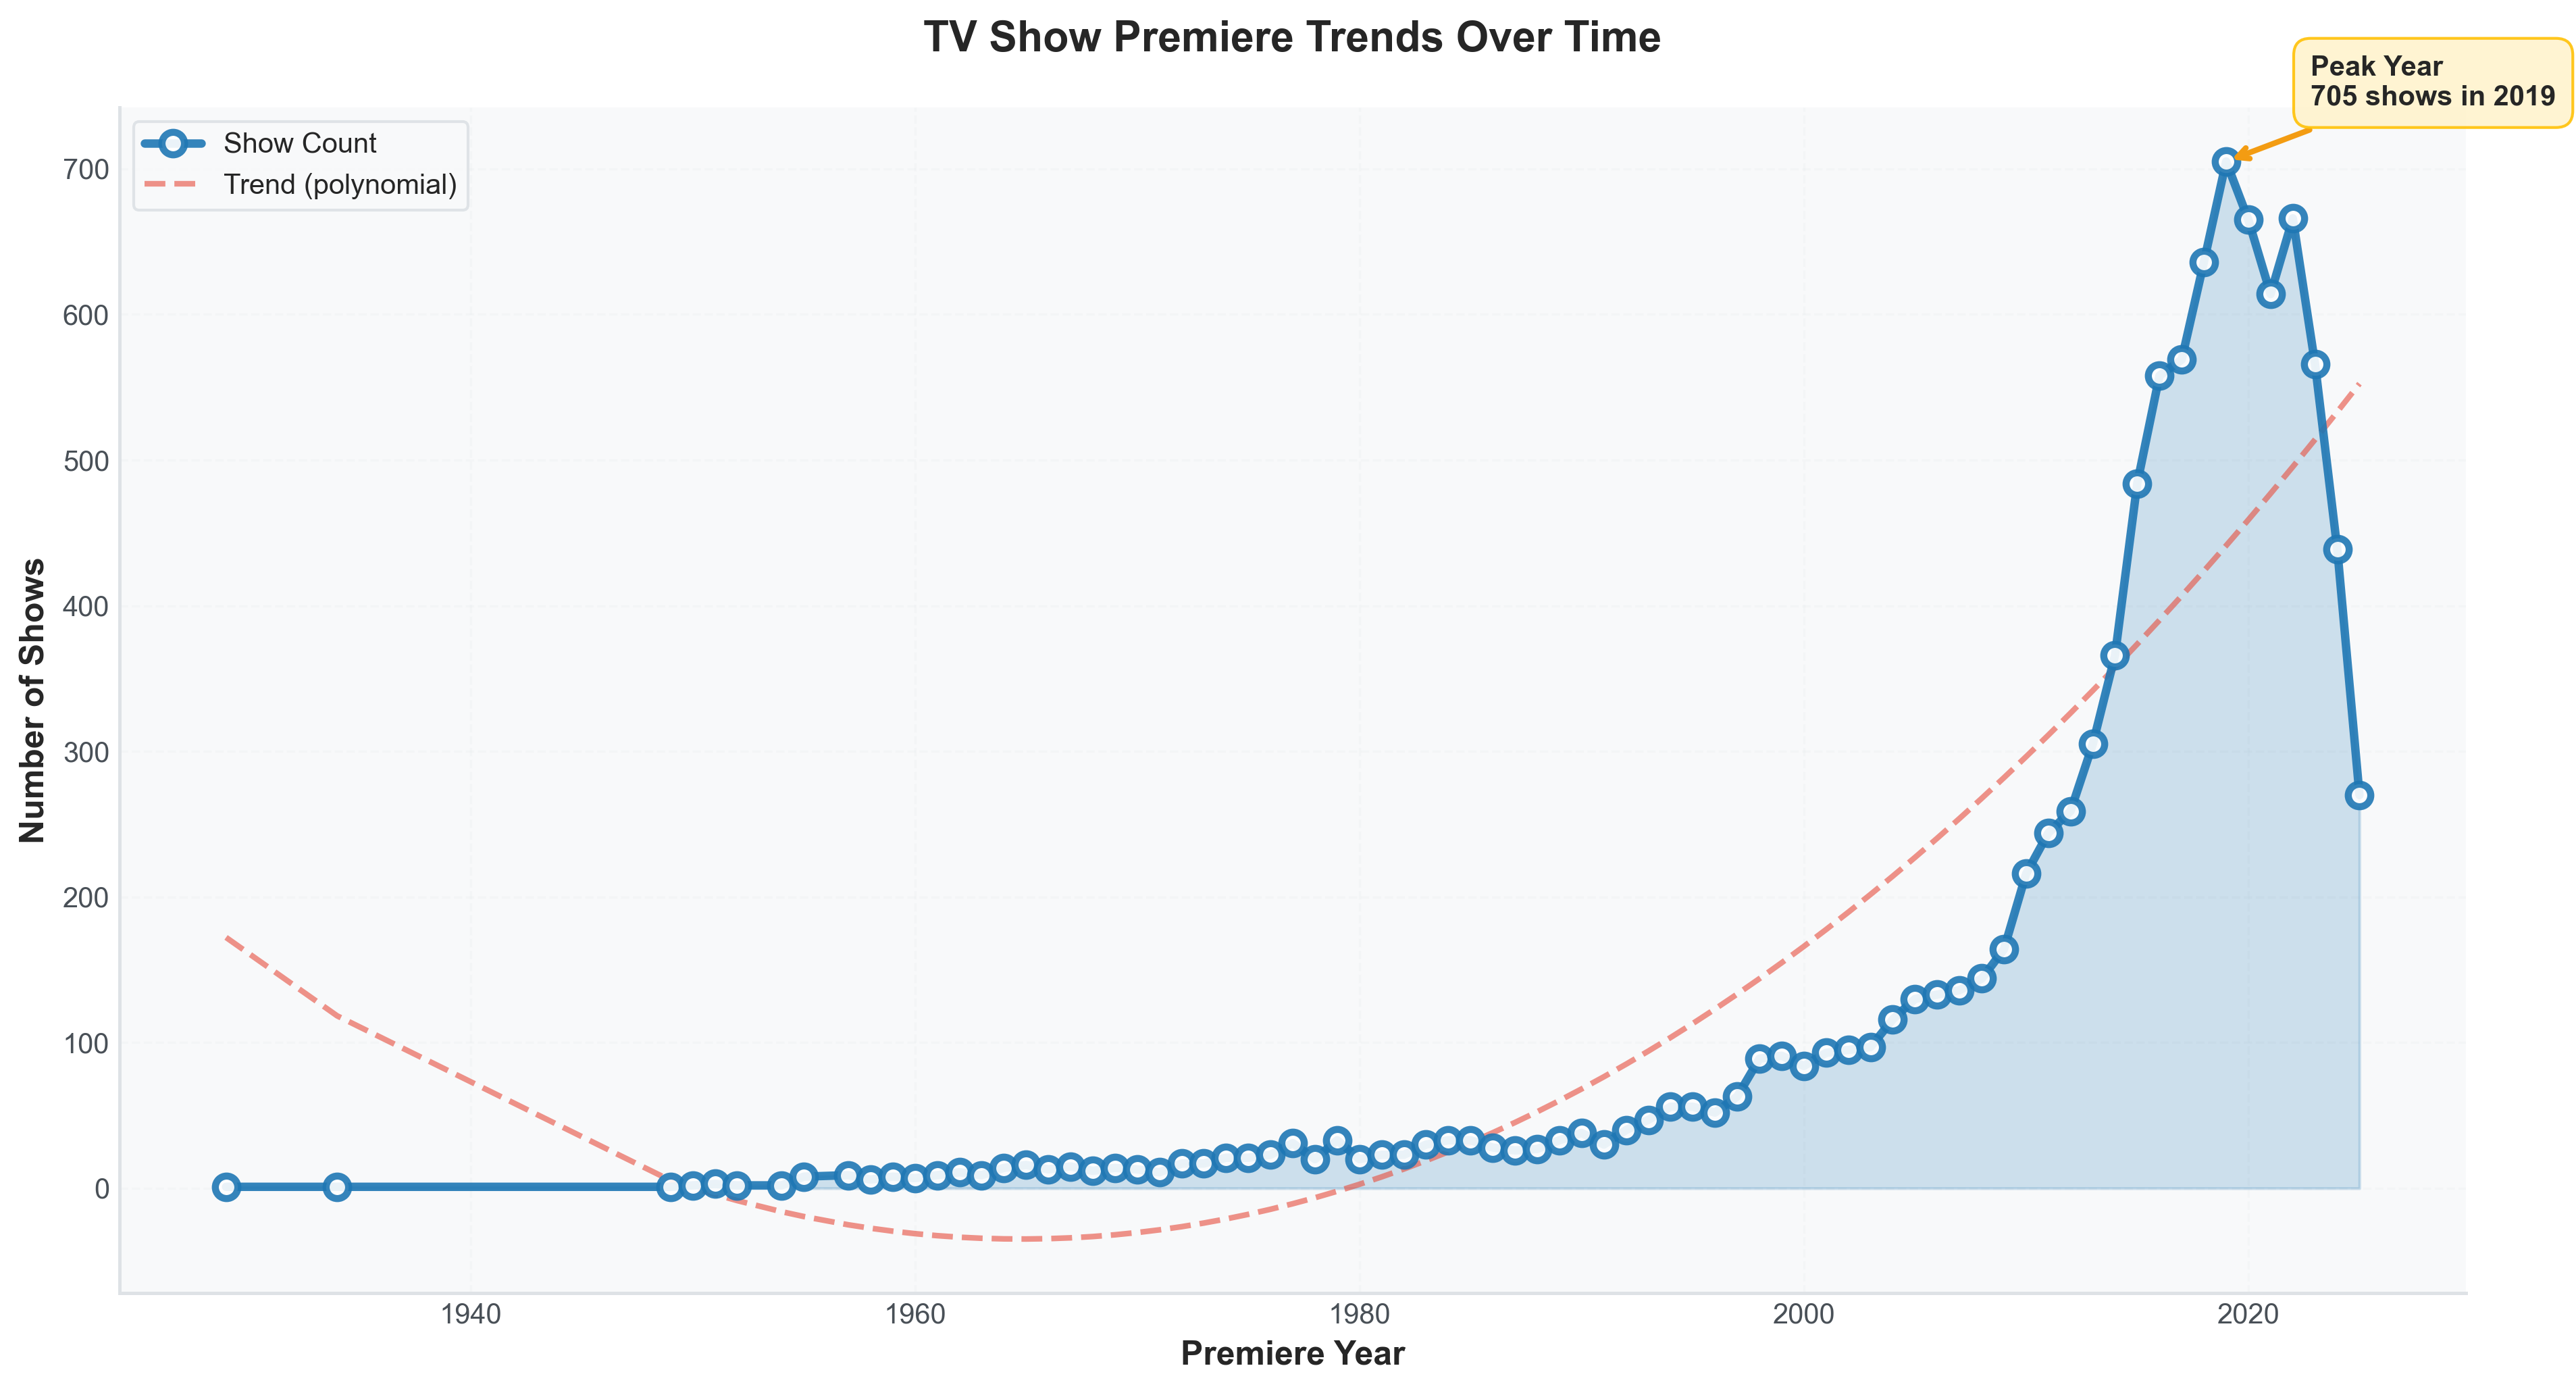 TV Show Premiere Trends Over Time
Peak Year
705 shows in 2019
Show Count
Trend (polynomial)
700
600
500
400
300
200
100
0
Number of Shows
1940
1960
1980
2000
2020
Premiere Year